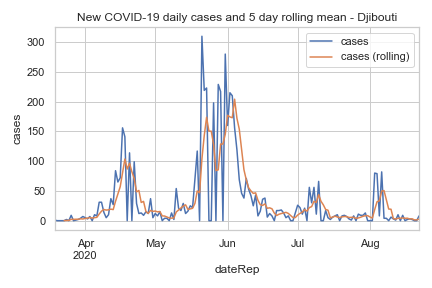 New COVID-19 daily cases and 5 day rolling mean - Djibouti
cases
cases (rolling)
300
250
200
150
100
50
0
cases
Apr
2020
May
Jun
Jul
Aug
dateRep